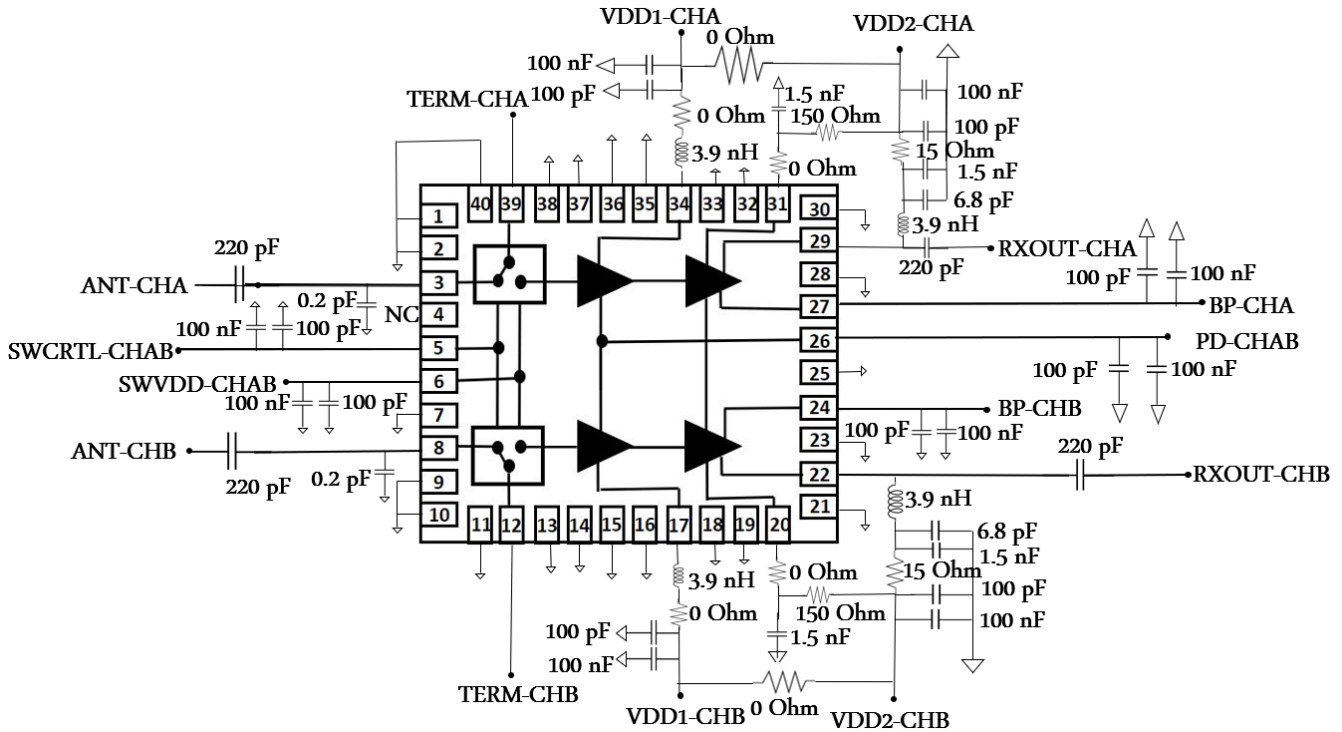 VDD1-CHA
0 Ohm
VDD2-CHA
100 nF
100 pF
TERM-CHA
0 Ohm
3.9 nH
1.5 nF
150 Ohm
0 Ohm
100 nF
100 pF
15 Ohm
1.5 nF
6.8 pF
3.9 nH
220 pF
RXOUT-CHA
40
39
38
37
36
35
34
33
32
31
1
2
3
4
5
6
7
8
9
10
30
29
28
27
26
25
24
23
22
21
11
12
13
14
15
16
17
18
19
20
220 pF
ANT-CHA
0.2 pF
NC
100 nF
100 pF
SWCRTL-CHAB
SWVDD-CHAB
100 nF
100 pF
ANT-CHB
220 pF
0.2 pF
100 pF
100 nF
BP-CHA
PD-CHAB
100 pF
100 nF
BP-CHB
100 pF
100 nF
220 pF
RXOUT-CHB
3.9 nH
6.8 pF
1.5 nF
15 Ohm
100 pF
100 nF
3.9 nH
0 Ohm
0 Ohm
150 Ohm
1.5 nF
100 pF
100 nF
TERM-CHB
VDD1-CHB
0 Ohm
VDD2-CHB